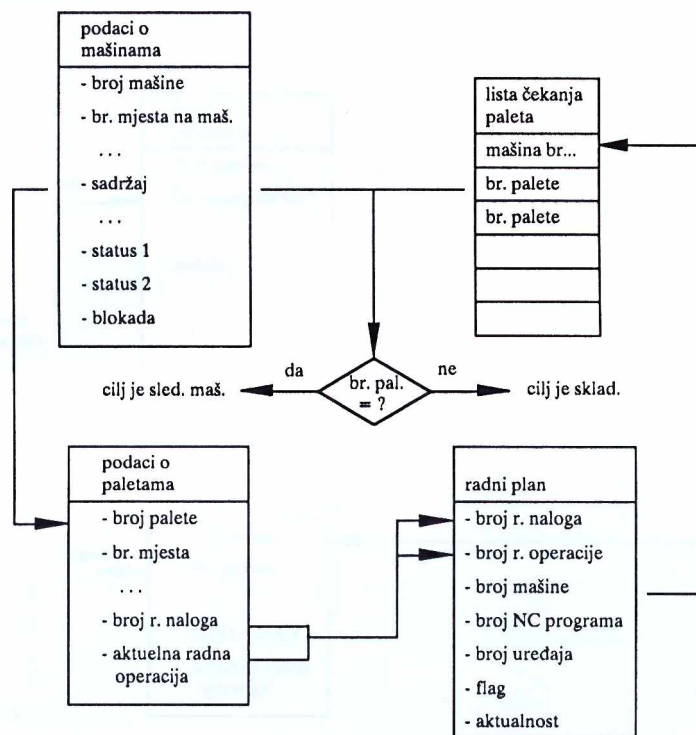 podaci o
mašinama
- broj mašine
- br. mjesta na maš.
...
- sadržaj
...
- status 1
- status 2
- blokada
lista čekanja
paleta
mašina br...
br. palete
br. palete
da
ne
cilj je sled. maš.
br. pal.
= ?
cilj je sklad.
podaci o
paletama
- broj palete
- br. mjesta
...
- broj r. naloga
- aktuelna radna
operacija
radni plan
- broj r. naloga
- broj r. operacije
- broj mašine
- broj NC programa
- broj uređaja
- flag
- aktualnost